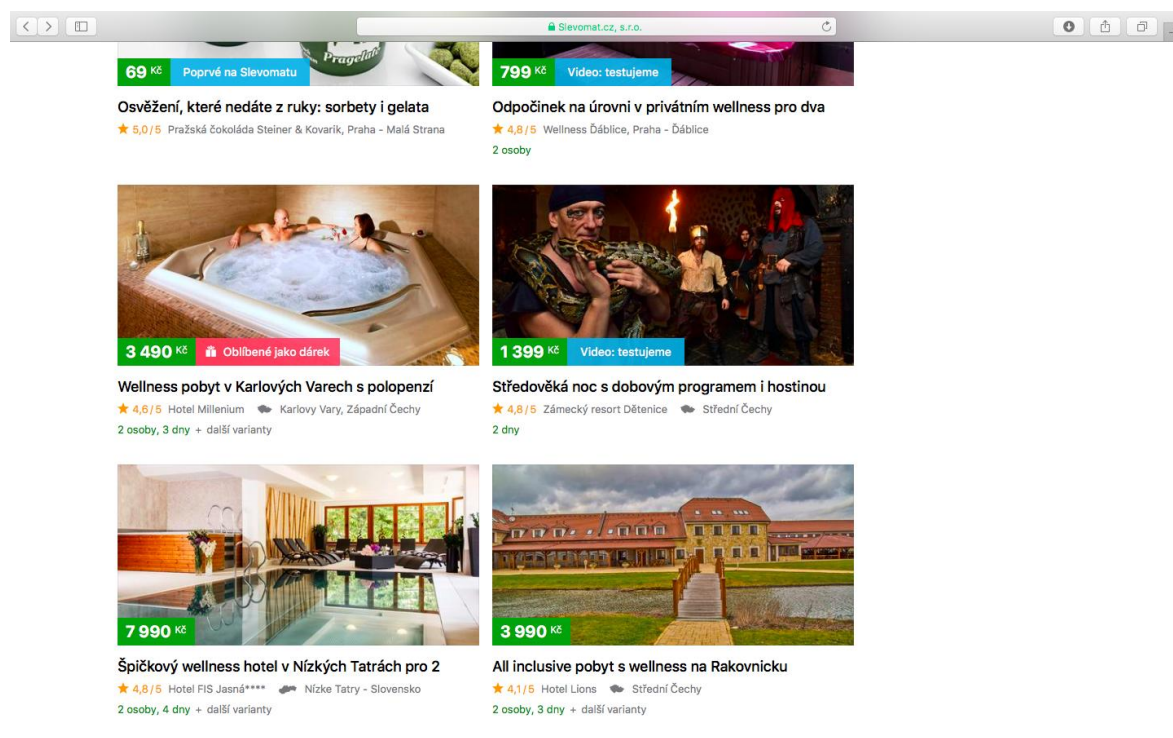 Slevomat.cz, s.r.o.
Pragelato
69 Kč Poprvé na Slevomatu
799 Kč Video: testujeme
Osvěžení, které nedáte z ruky: sorbety i gelata
5,0/5 Pražská čokoláda Steiner & Kovarik, Praha - Malá Strana
Odpočinek na úrovni v privátním wellness pro dva
4,8/5 Wellness Ďáblice, Praha - Ďáblice
2 osoby
3 490 Kč Oblíbené jako dárek
Wellness pobyt v Karlových Varech s polopenzí
4,6/5 Hotel Millenium Karlovy Vary, Západní Čechy
2 osoby, 3 dny + další varianty
1 399 Kč Video: testujeme
Středověká noc s dobovým programem i hostinou
4,8/5 Zámecký resort Dětenice Střední Čechy
2 dny
7 990 Kč
Špičkový wellness hotel v Nízkých Tatrách pro 2
4,8/5 Hotel FIS Jasná**** Nízke Tatry - Slovensko
2 osoby, 4 dny + další varianty
3 990 Kč
All inclusive pobyt s wellness na Rakovnicku
4,1/5 Hotel Lions Střední Čechy
2 osoby, 3 dny + další varianty